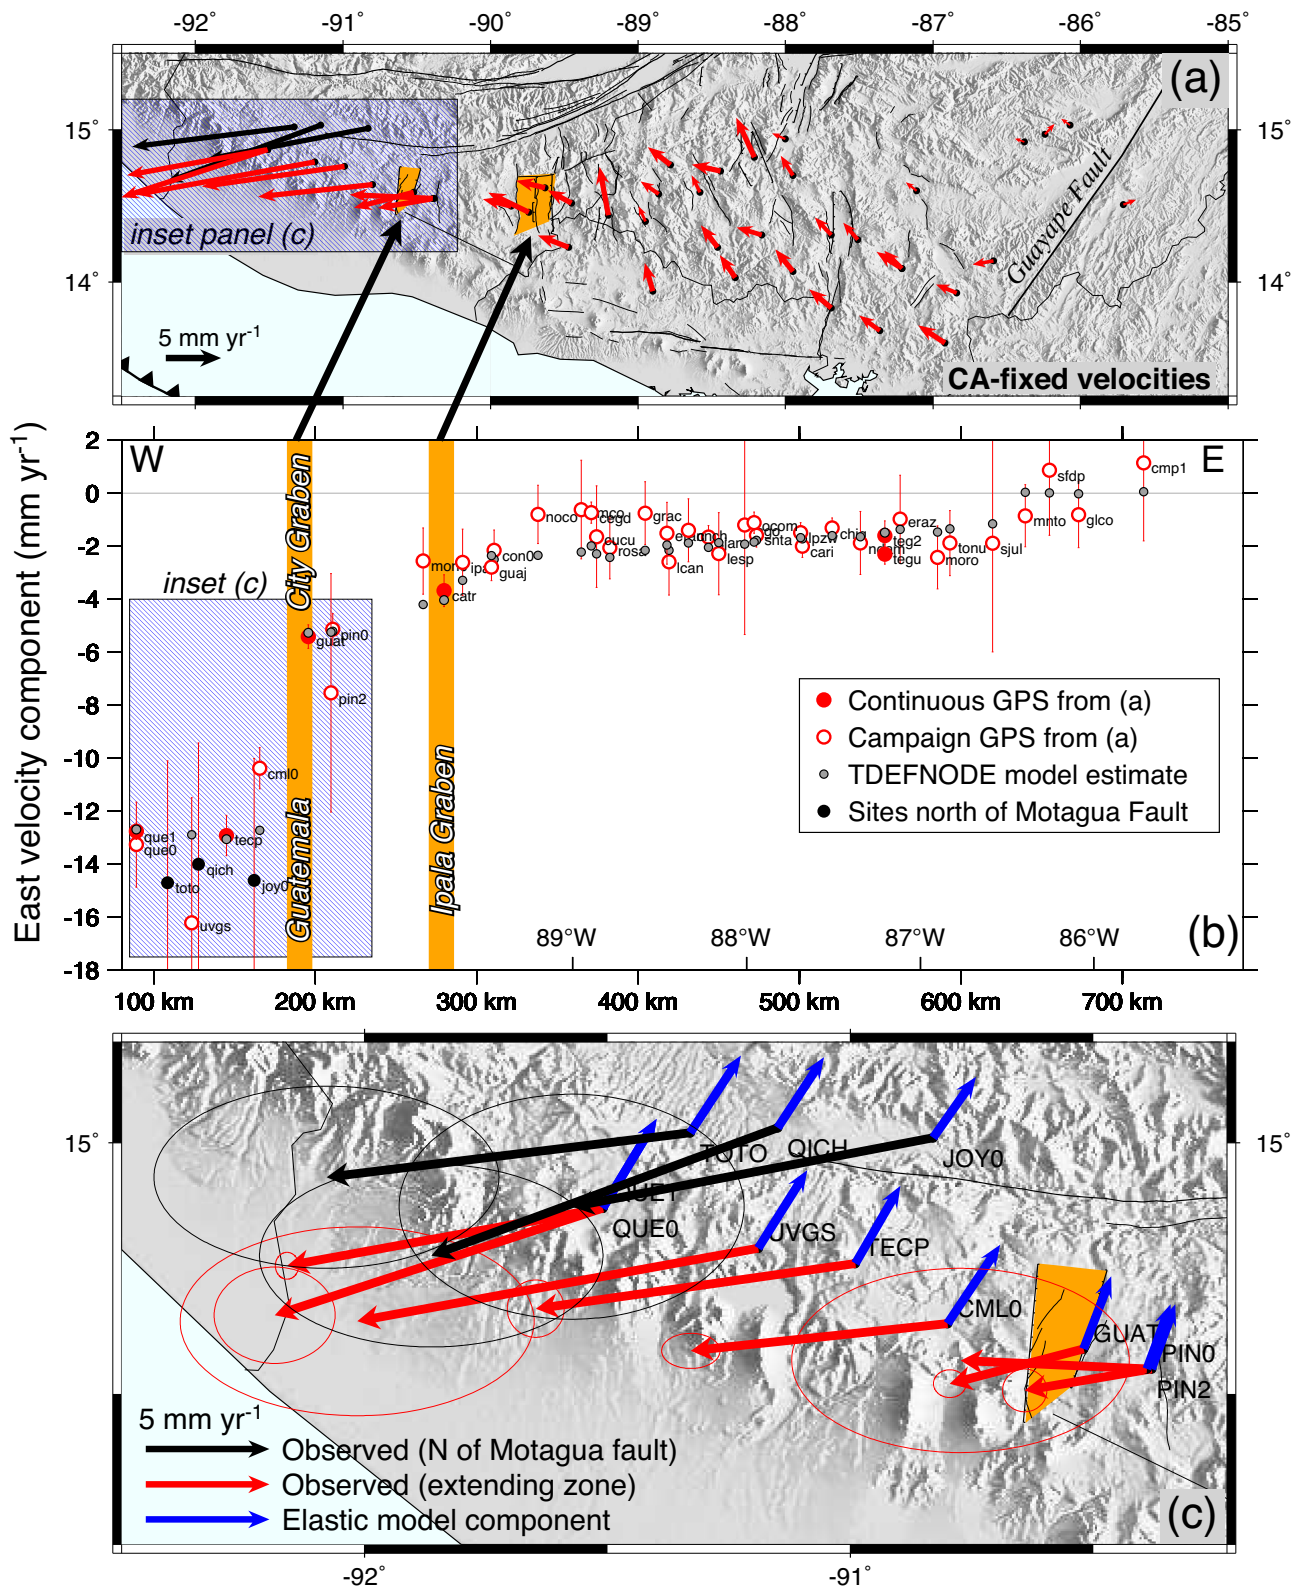 -92° -91° -90° -89° -88° -87° -86° -85°
(a)
15° 15°
inset panel (c)
Guayape Fault
14° 14°
5 mm yr-1
CA-fixed velocities
East velocity component (mm yr-1)
2
0
-2
-4
-6
-8
-10
-12
-14
-16
-18
W E
inset (c)
Guatemala City Graben
Ipala Graben
que1
que0
toto
uvgs
qich
tecp
joy0
cml0
guat
pin0
pin2
catr
con0
guaj
noco
mco
cegd
cucu
rosa
grac
lcan
lesp
ocom
snta
lpzw
cari
chig
eraz
teg2
tegu
moro
tonu
sjul
mnto
sfdp
glco
cmp1
Continuous GPS from (a)
Campaign GPS from (a)
TDEFNODE model estimate
Sites north of Motagua Fault
89°W 88°W 87°W 86°W
(b)
100 km 200 km 300 km 400 km 500 km 600 km 700 km
15° 15°
TOTO
QICH
JOY0
QUE1
QUE0
UVGS
TECP
CML0
GUAT
PIN0
PIN2
5 mm yr-1
Observed (N of Motagua fault)
Observed (extending zone)
Elastic model component
(c)
-92° -91°